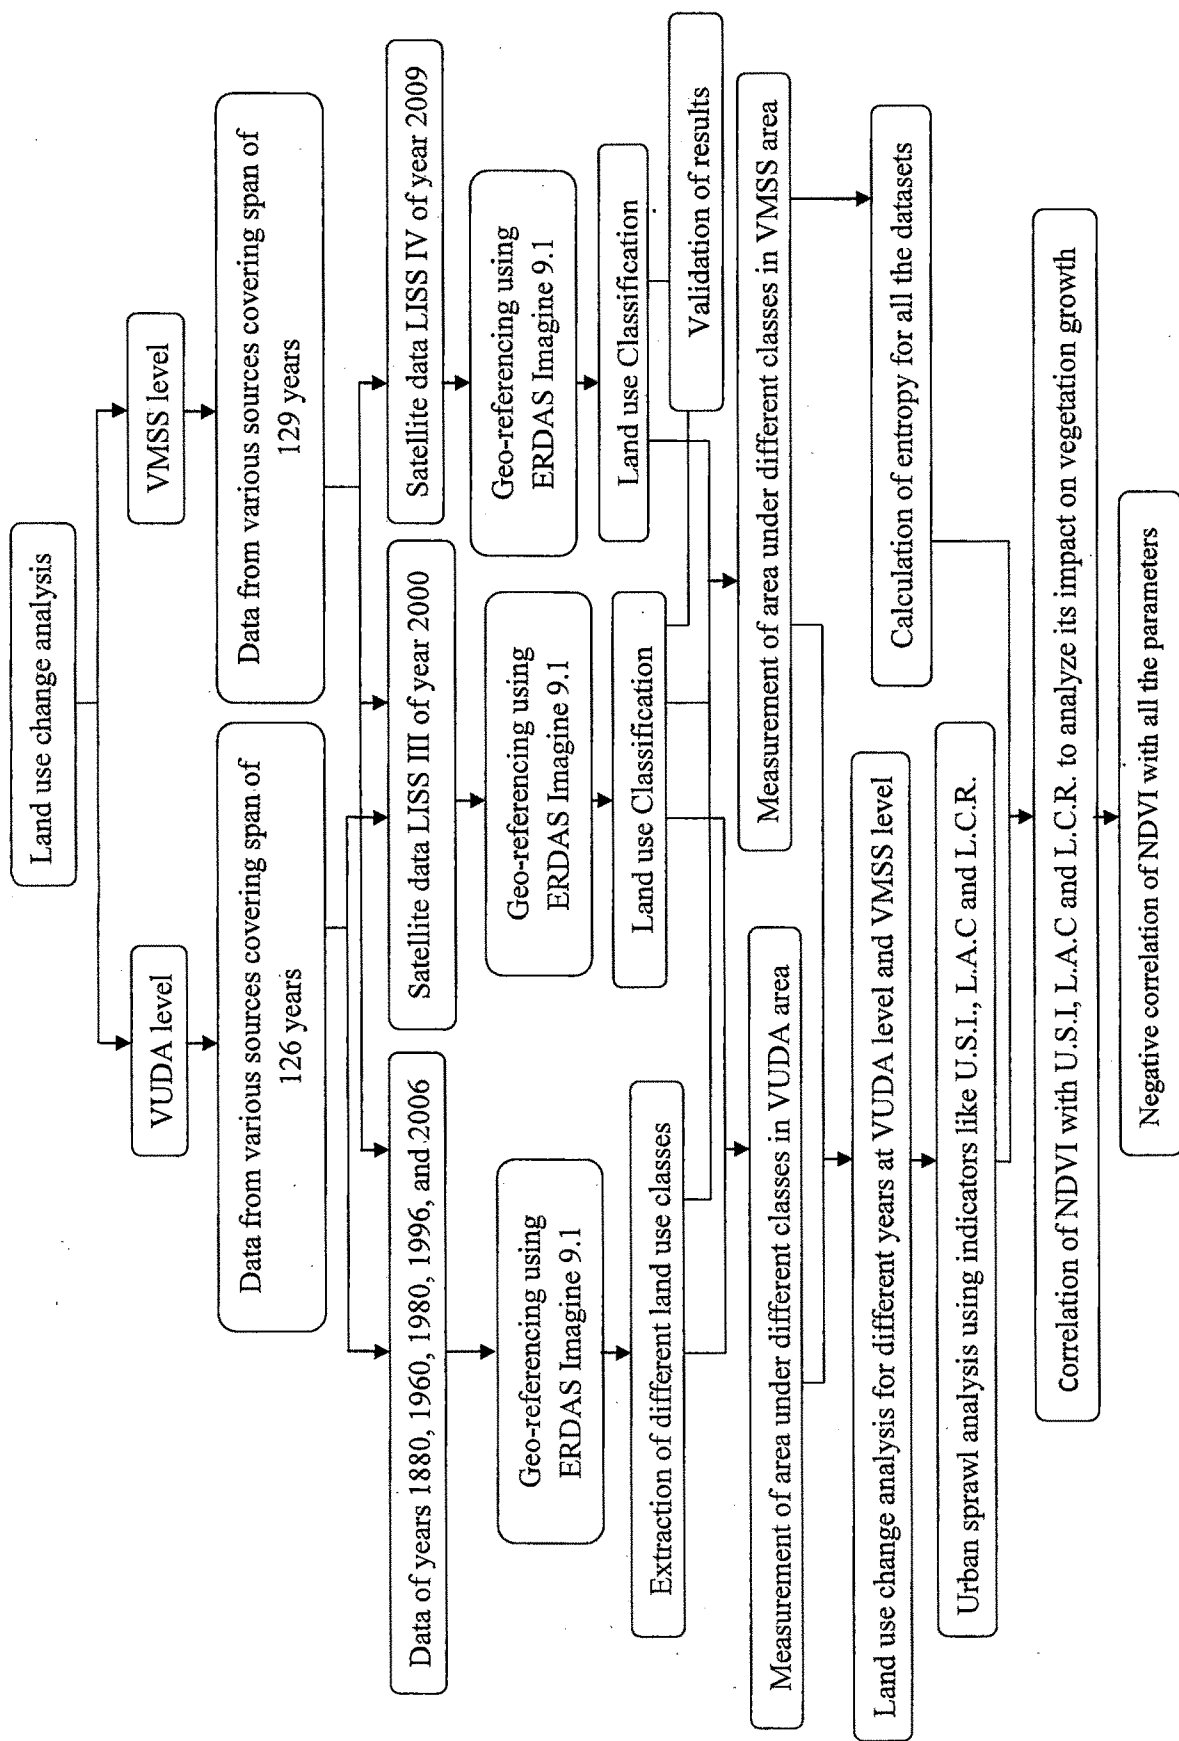 Land use change analysis
VUDA level
VMSS level
Data from various sources covering span of
126 years
Data from various sources covering span of
129 years
Data of years 1880, 1960, 1980, 1996, and 2006
Satellite data LISS III of year 2000
Satellite data LISS IV of year 2009
Geo-referencing using
ERDAS Imagine 9.1
Geo-referencing using
ERDAS Imagine 9.1
Geo-referencing using
ERDAS Imagine 9.1
Extraction of different land use classes
Land use Classification
Land use Classification
Validation of results
Measurement of area under different classes in VUDA area
Measurement of area under different classes in VMSS area
Land use change analysis for different years at VUDA level and VMSS level
Calculation of entropy for all the datasets
Urban sprawl analysis using indicators like U.S.I., L.A.C and L.C.R.
Correlation of NDVI with U.S.I, L.A.C and L.C.R. to analyze its impact on vegetation growth
Negative correlation of NDVI with all the parameters